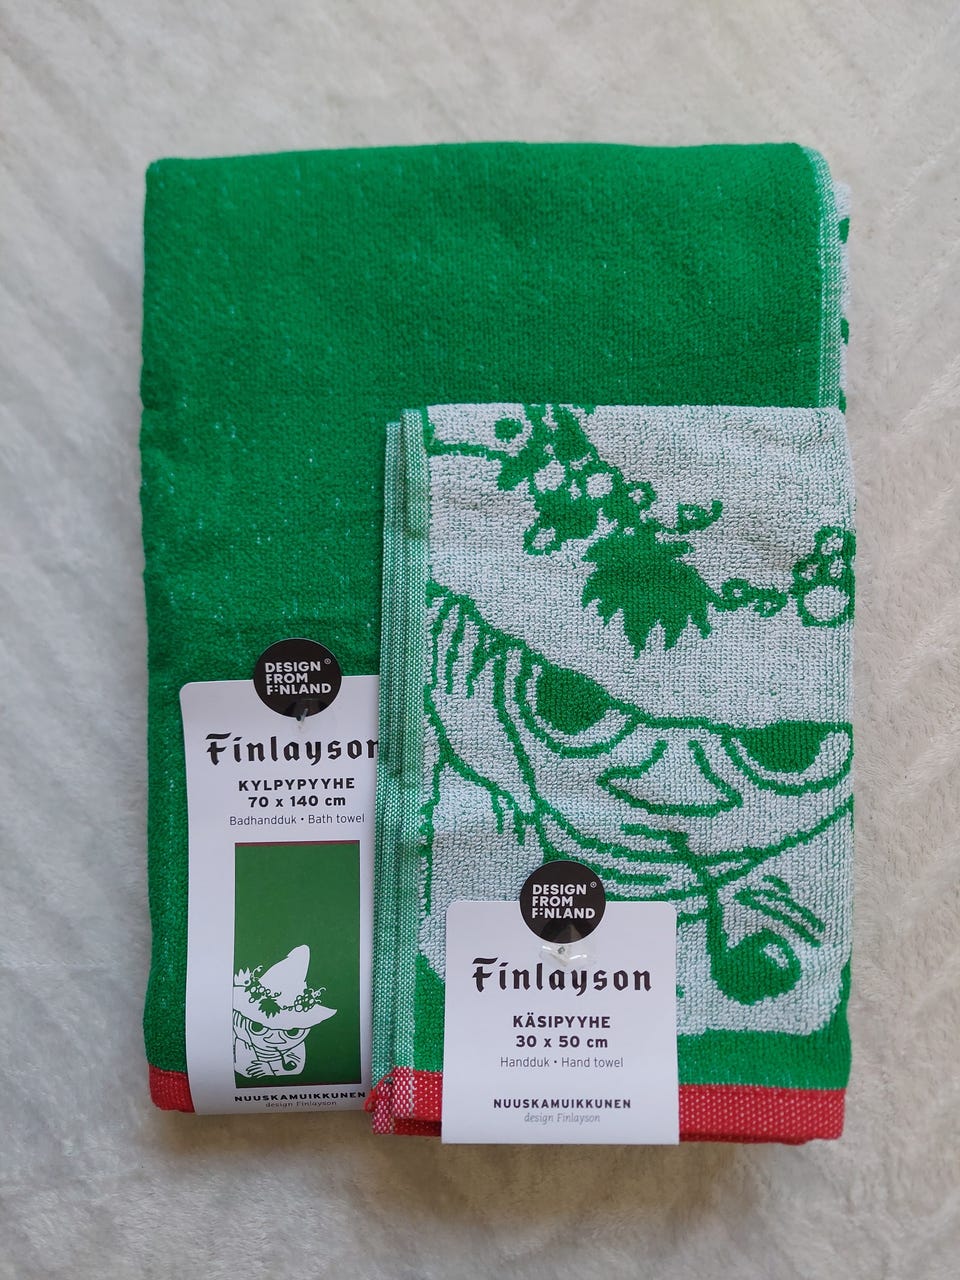 DESIGN ®
FROM
FINLAND
Finlayson
KYLPYPYYHE
70 x 140 cm
Badhandduk • Bath towel
NUUSKAMUIKKUNEN
design Finlayson
DESIGN ®
FROM
FINLAND
Finlayson
KÄSIPYYHE
30 x 50 cm
Handduk • Hand towel
NUUSKAMUIKKUNEN
design Finlayson